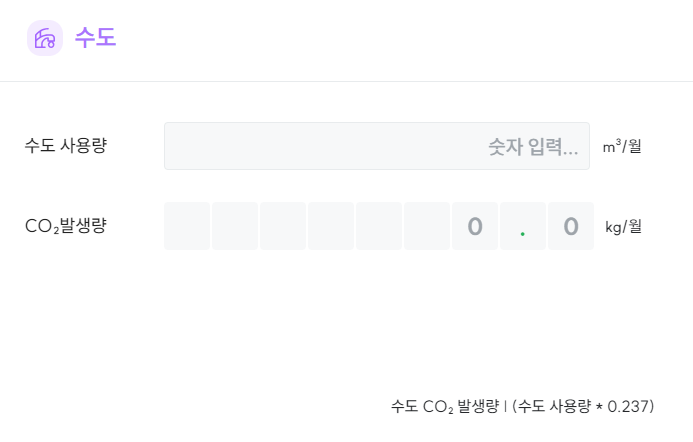 수도
수도 사용량 숫자 입력... m³/월
CO₂발생량 0 . 0 kg/월
수도 CO₂ 발생량 | (수도 사용량 * 0.237)